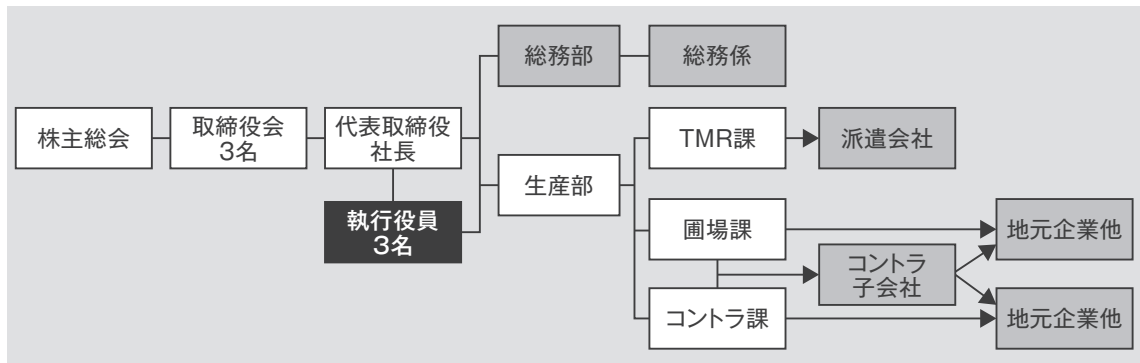 株主総会
取締役会
3名
代表取締役
社長
執行役員
3名
総務部
総務係
生産部
TMR課
派遣会社
圃場課
コントラ
子会社
コントラ課
地元企業他
地元企業他